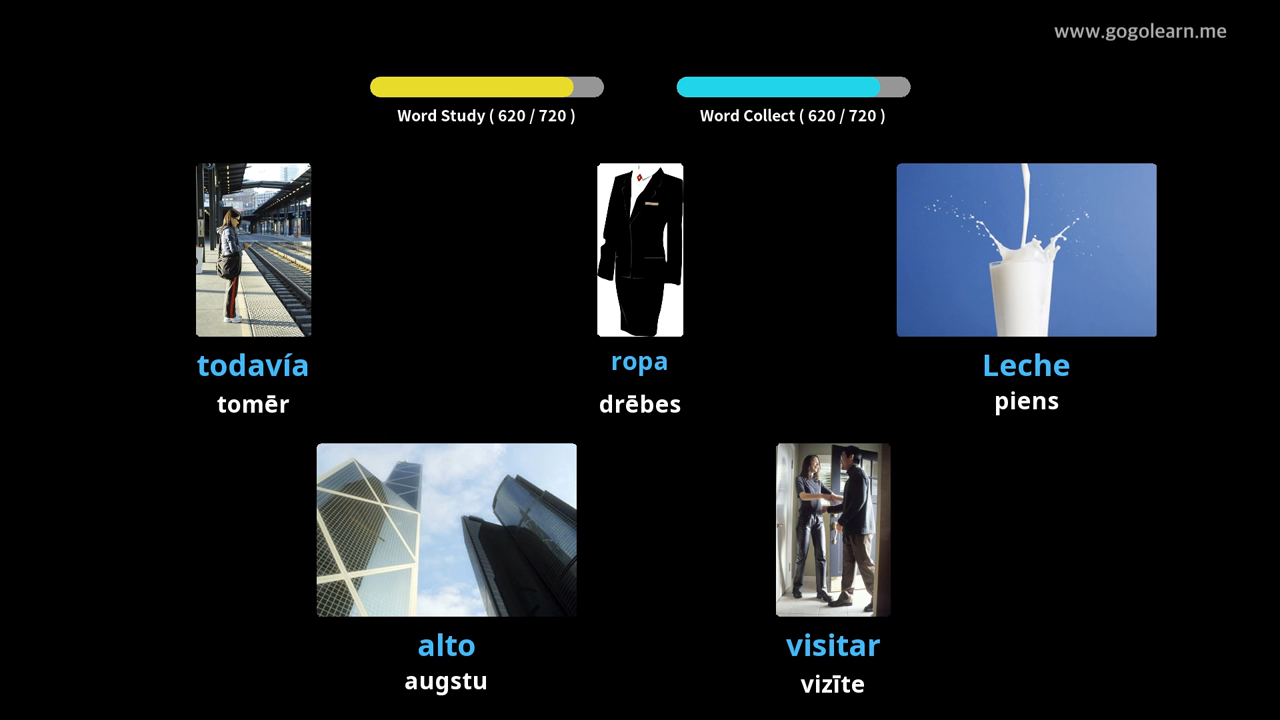 www.gogolearn.me
Word Study ( 620 / 720 )
Word Collect ( 620 / 720 )
todavía
tomēr
ropa
drēbes
Leche
piens
alto
augstu
visitar
vizīte